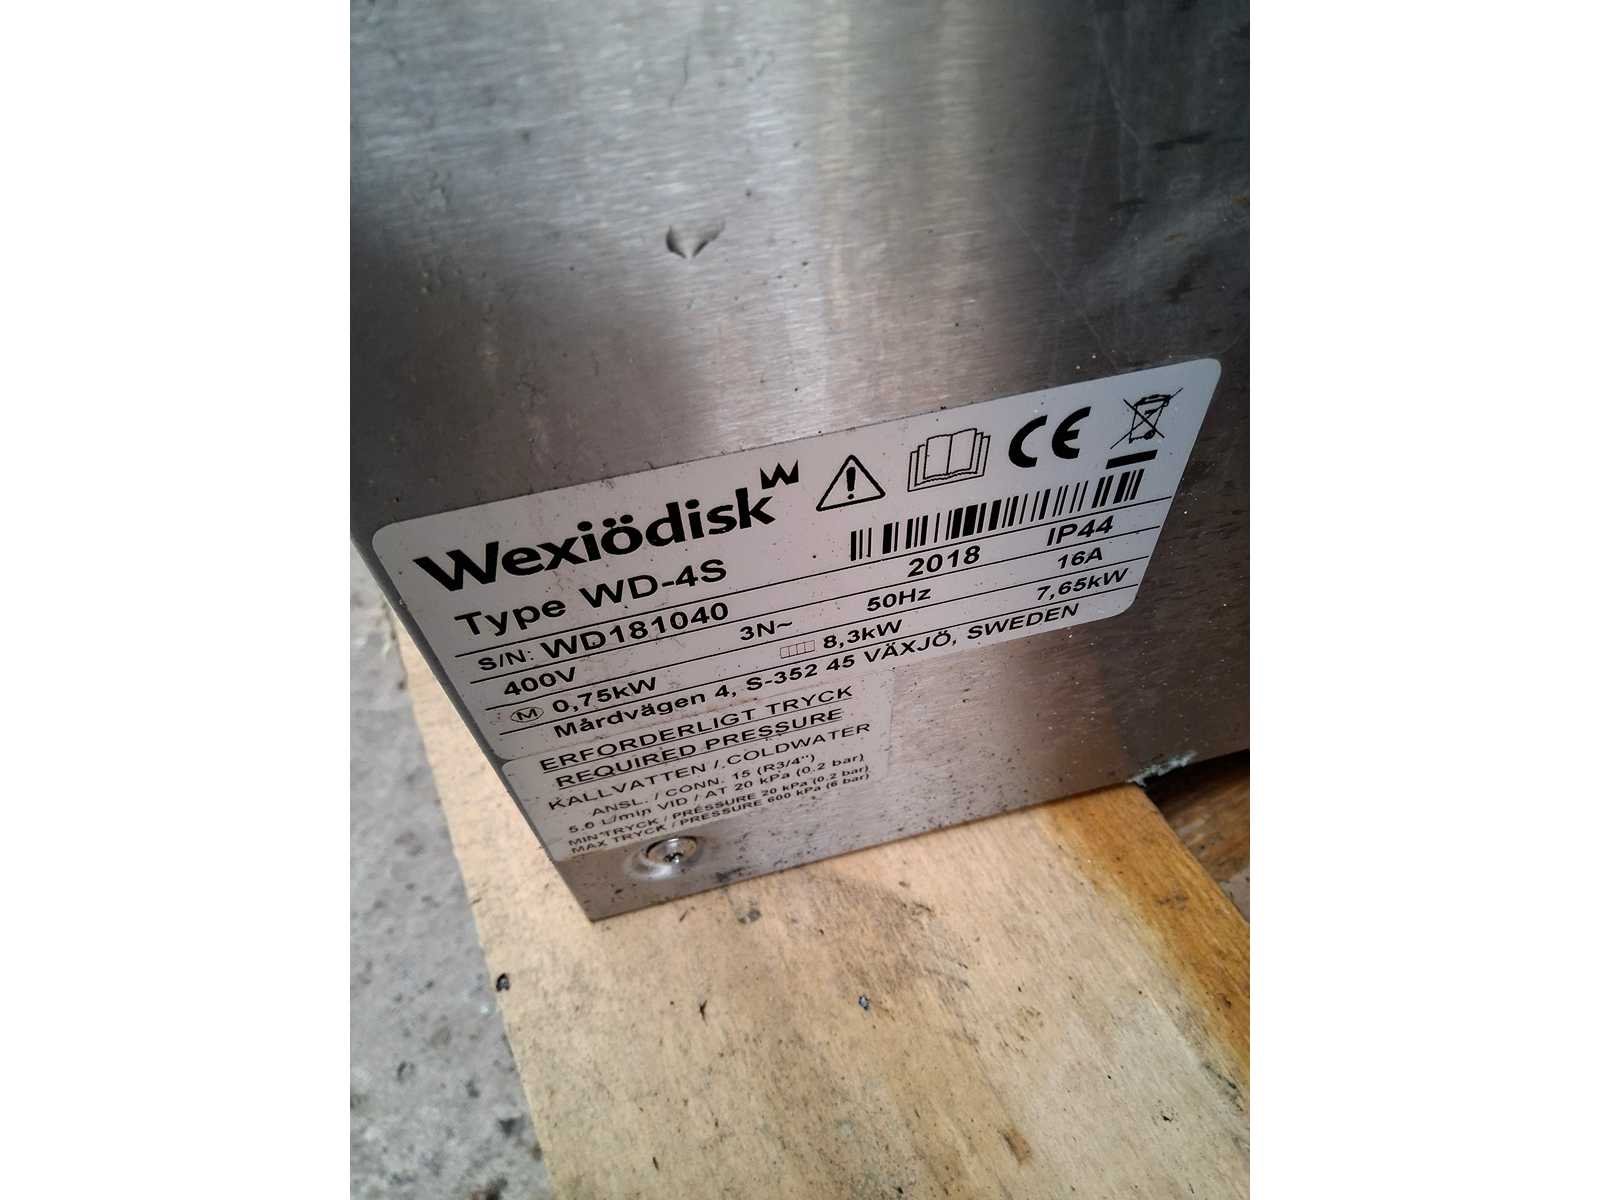 Wexiödisk
Type WD-4S
S/N: WD181040 2018 IP44
400V 3N~ 50Hz 16A
M 0,75kW 8,3kW 7,65kW
Mårdvägen 4, S-352 45 VÄXJÖ, SWEDEN
ERFORDERLIGT TRYCK
REQUIRED PRESSURE
KALLVATTEN / COLDWATER
ANSL. / CONN. 15 (R3/4")
5.6 L/min VID / AT 20 kPa (0.2 bar)
MIN TRYCK / PRESSURE 20 kPa (0.2 bar)
MAX TRYCK / PRESSURE 600 kPa (6 bar)